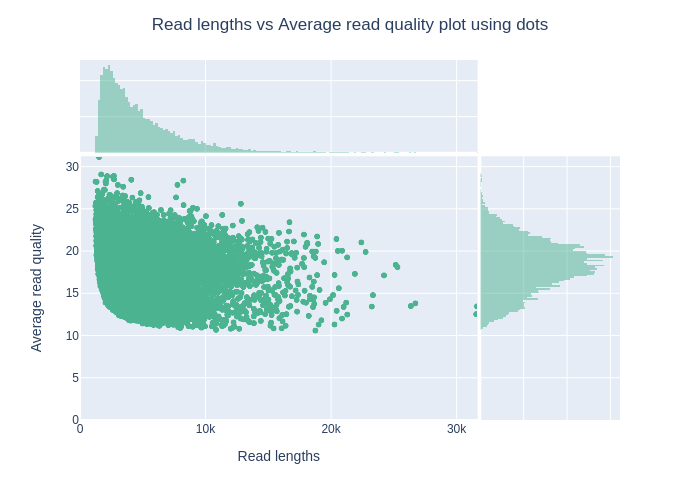 Read lengths vs Average read quality plot using dots
30
25
20
15
10
5
0
0
10k
20k
30k
Average read quality
Read lengths